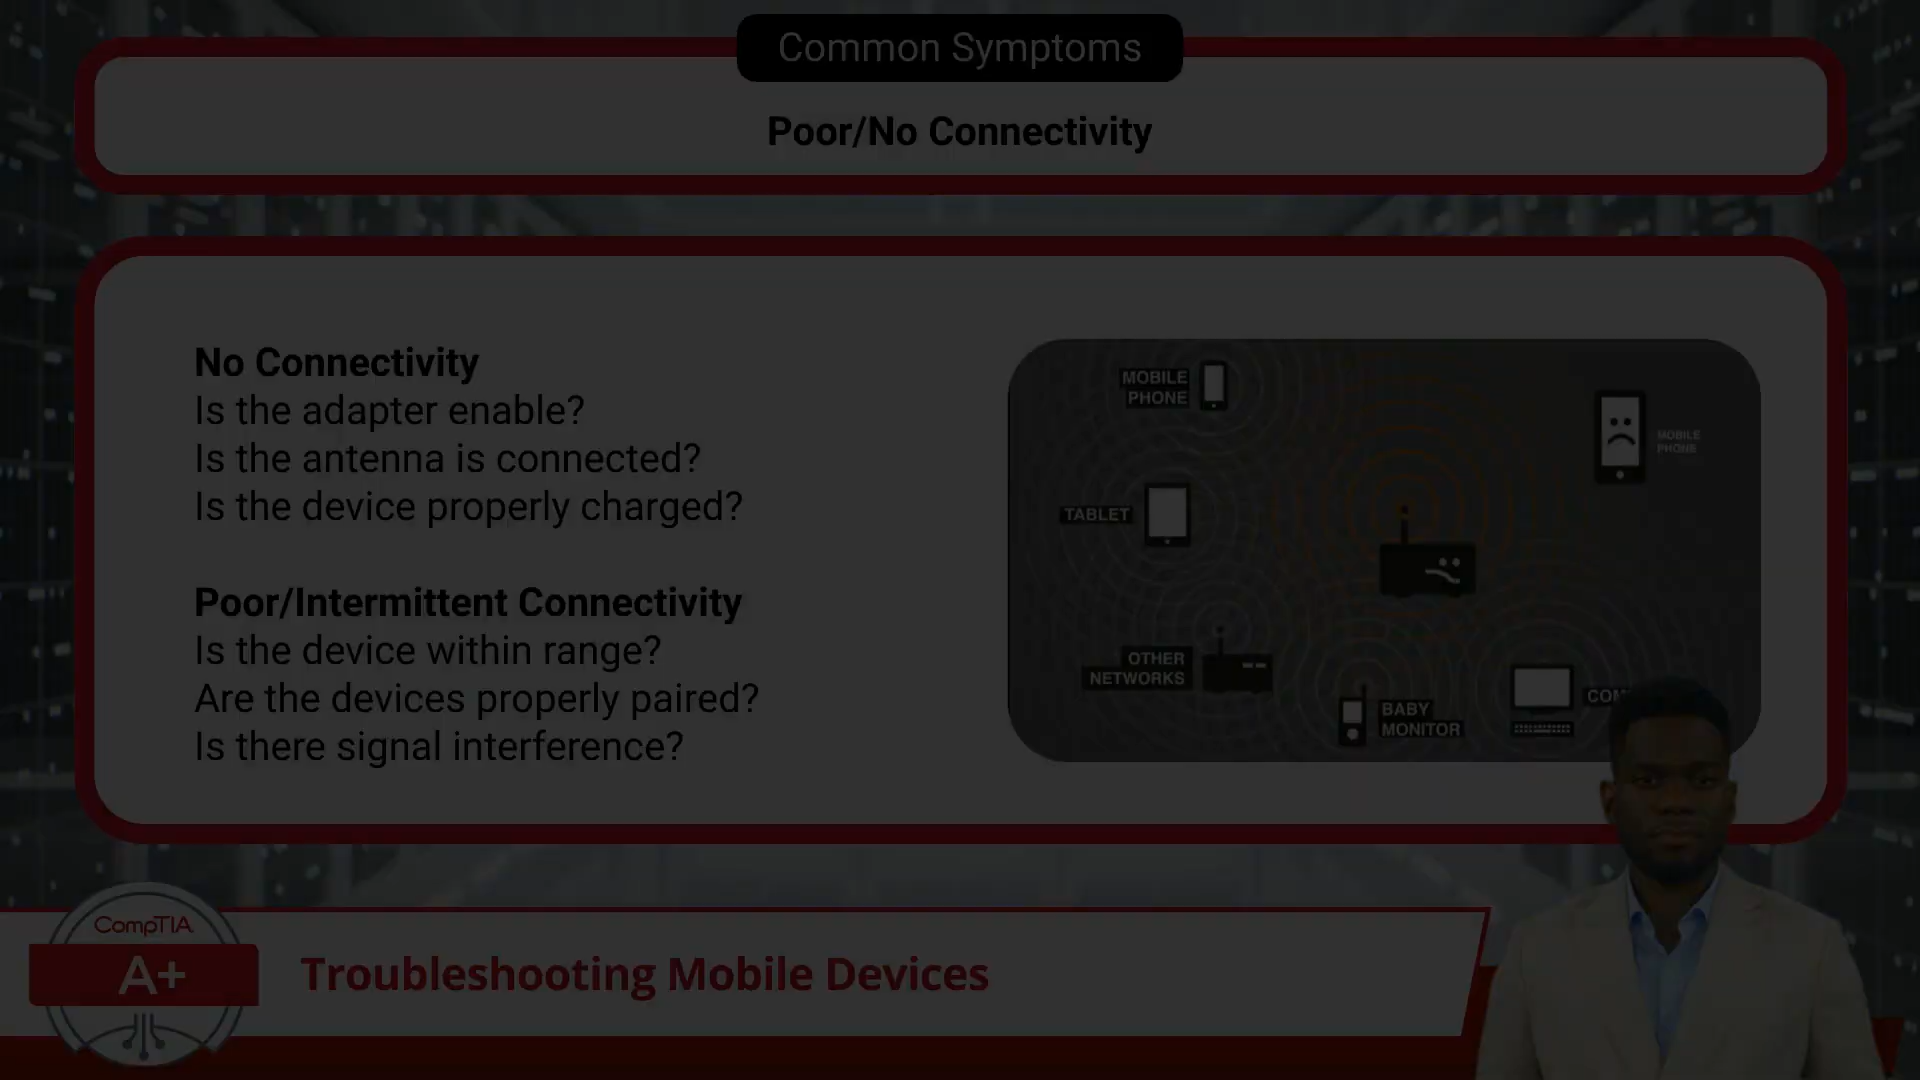 Common Symptoms
Poor/No Connectivity
No Connectivity
Is the adapter enable?
Is the antenna is connected?
Is the device properly charged?
Poor/Intermittent Connectivity
Is the device within range?
Are the devices properly paired?
Is there signal interference?
MOBILE
PHONE
MOBILE
PHONE
TABLET
OTHER
NETWORKS
BABY
MONITOR
CompTIA
A+
Troubleshooting Mobile Devices